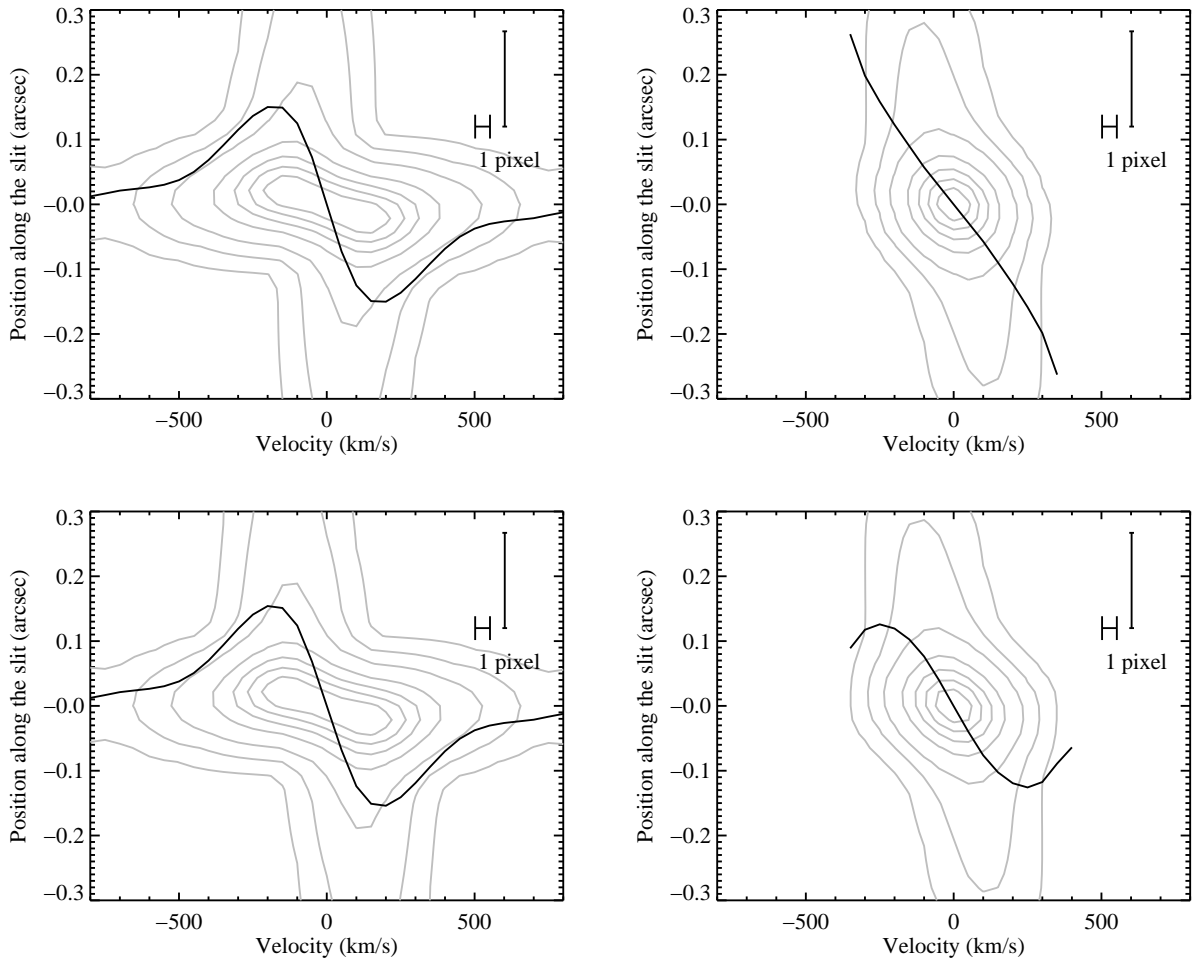 0.3
0.2
0.1
–0.0
–0.1
–0.2
–0.3
Position along the slit (arcsec)
1 pixel
–500 0 500
Velocity (km/s)
0.3
0.2
0.1
–0.0
–0.1
–0.2
–0.3
Position along the slit (arcsec)
1 pixel
–500 0 500
Velocity (km/s)
0.3
0.2
0.1
–0.0
–0.1
–0.2
–0.3
Position along the slit (arcsec)
1 pixel
–500 0 500
Velocity (km/s)
0.3
0.2
0.1
–0.0
–0.1
–0.2
–0.3
Position along the slit (arcsec)
1 pixel
–500 0 500
Velocity (km/s)